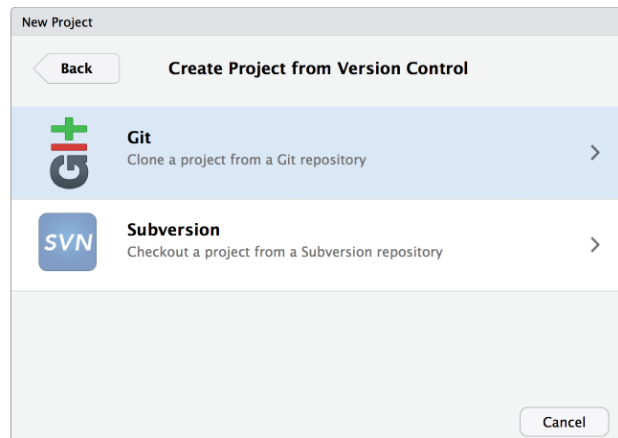 New Project
Back
Create Project from Version Control
git
Git
Clone a project from a Git repository
SVN
Subversion
Checkout a project from a Subversion repository
Cancel